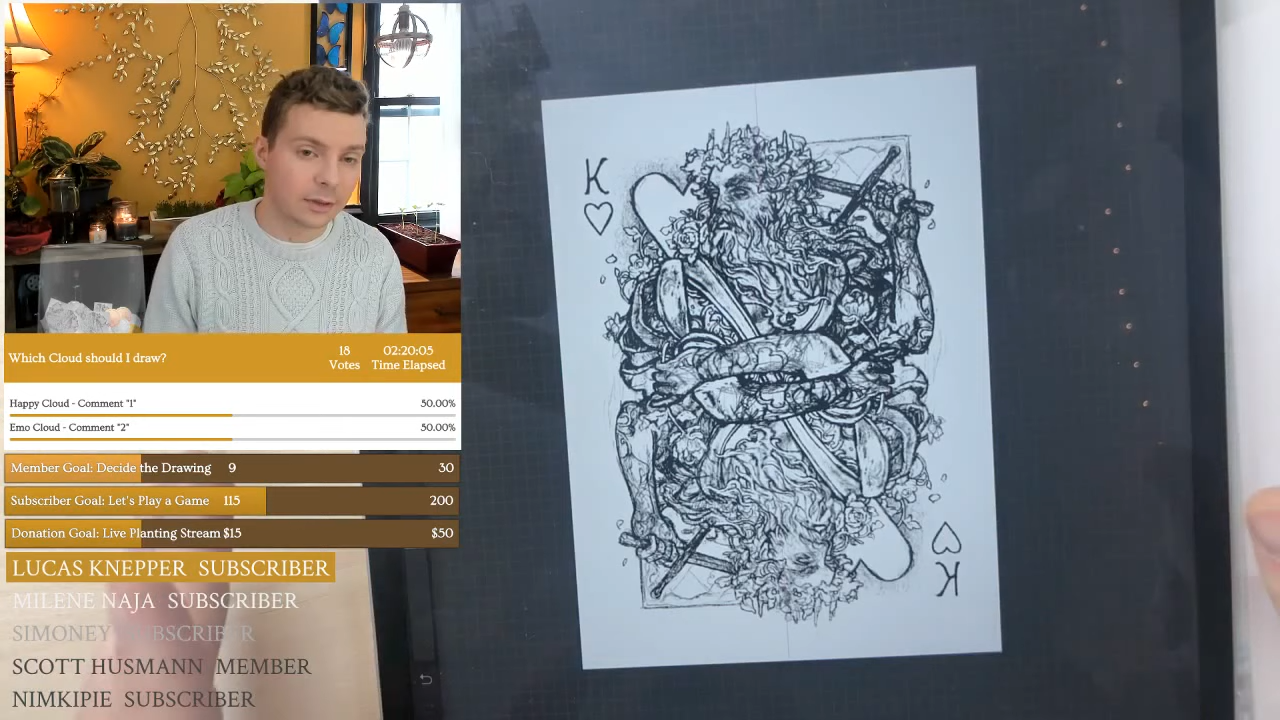 Which Cloud should I draw?
18
Votes
02:20:05
Time Elapsed
Happy Cloud - Comment "1"
50.00%
Emo Cloud - Comment "2"
50.00%
Member Goal: Decide the Drawing 9
30
Subscriber Goal: Let's Play a Game 115
200
Donation Goal: Live Planting Stream $15
$50
LUCAS KNEPPER SUBSCRIBER
MILENE NAJA SUBSCRIBER
SIMONEY SUBSCRIBER
SCOTT HUSMANN MEMBER
NIMKIPIE SUBSCRIBER
K
K